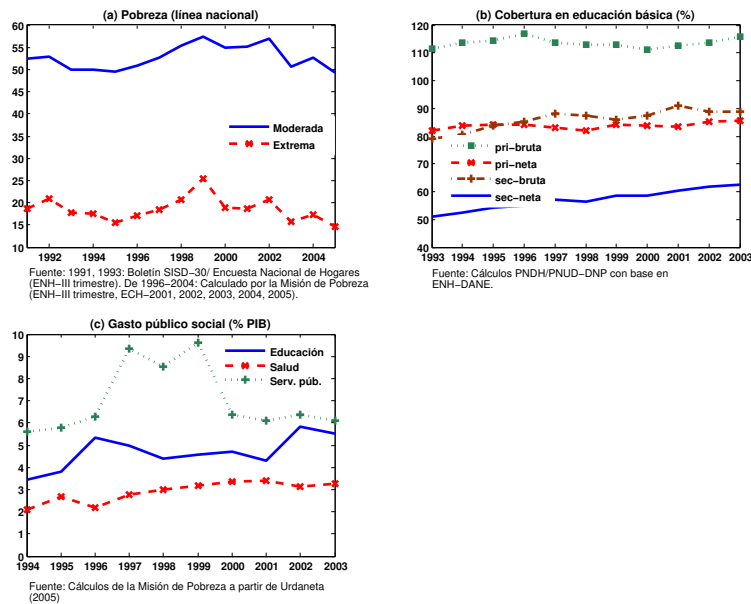 (a) Pobreza (línea nacional)
60
55
50
45
40
35
30
25
20
15
10
Moderada
Extrema
1992 1994 1996 1998 2000 2002 2004
Fuente: 1991, 1993: Boletín SISD−30/ Encuesta Nacional de Hogares
(ENH−III trimestre). De 1996−2004: Calculado por la Misión de Pobreza
(ENH−III trimestre, ECH−2001, 2002, 2003, 2004, 2005).
(b) Cobertura en educación básica (%)
120
110
100
90
80
70
60
50
40
pri−bruta
pri−neta
sec−bruta
sec−neta
1993 1994 1995 1996 1997 1998 1999 2000 2001 2002 2003
Fuente: Cálculos PNDH/PNUD−DNP con base en
ENH−DANE.
(c) Gasto público social (% PIB)
10
9
8
7
6
5
4
3
2
1
0
Educación
Salud
Serv. púb.
1994 1995 1996 1997 1998 1999 2000 2001 2002 2003
Fuente: Cálculos de la Misión de Pobreza a partir de Urdaneta
(2005)